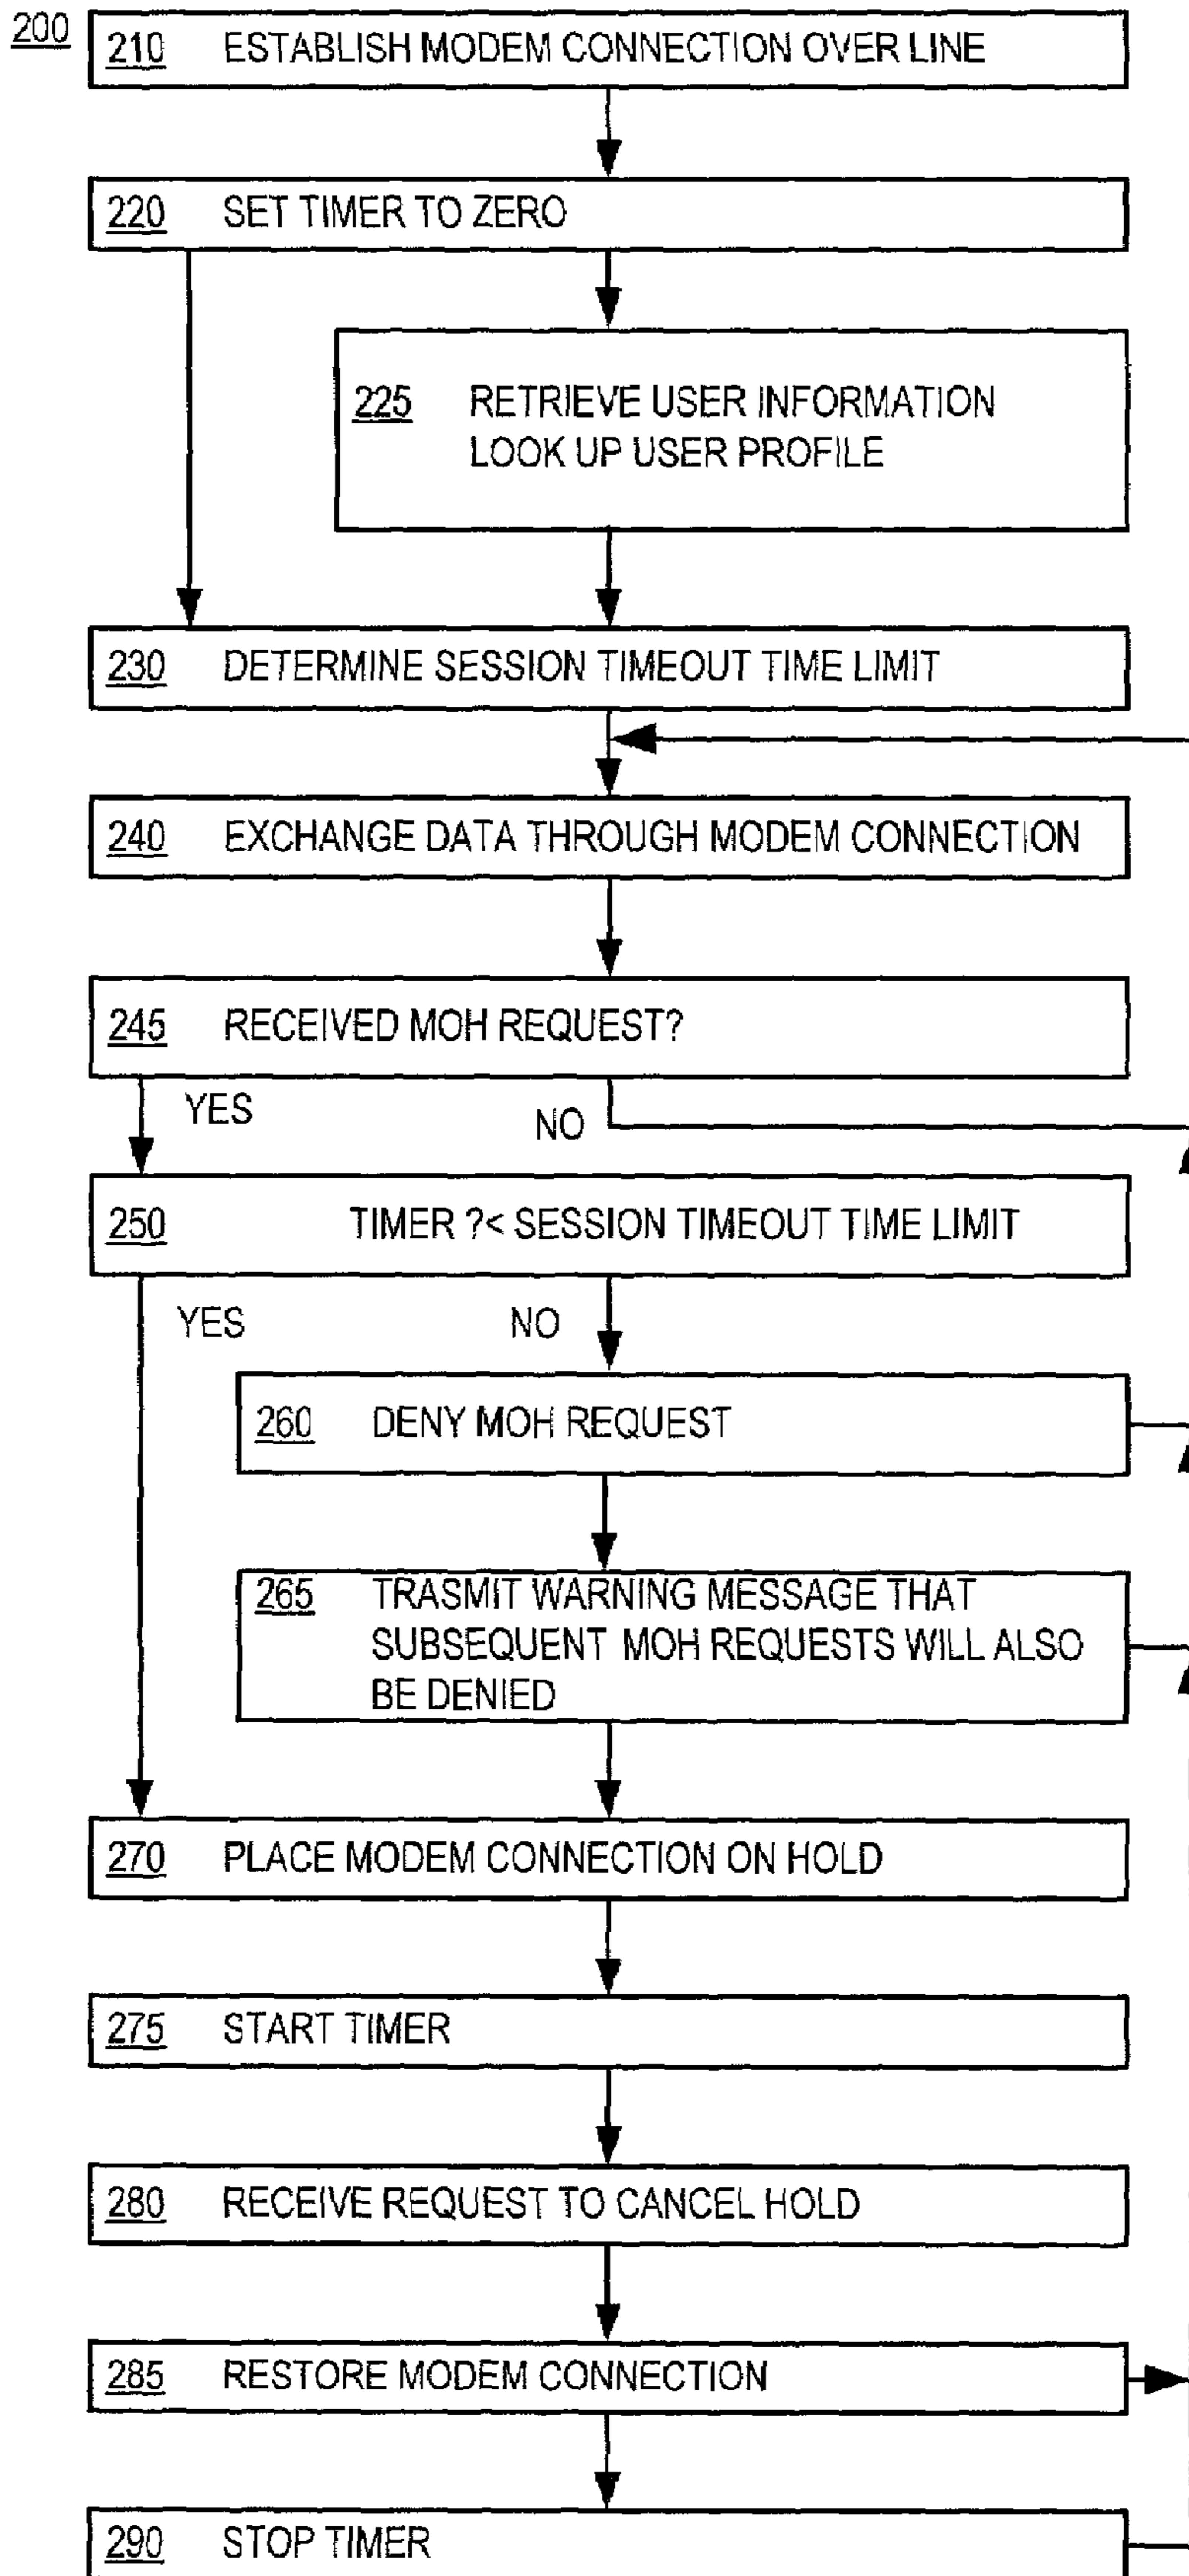 200
210 ESTABLISH MODEM CONNECTION OVER LINE
220 SET TIMER TO ZERO
225 RETRIEVE USER INFORMATION
LOOK UP USER PROFILE
230 DETERMINE SESSION TIMEOUT TIME LIMIT
240 EXCHANGE DATA THROUGH MODEM CONNECTION
245 RECEIVED MOH REQUEST?
YES NO
250 TIMER ?< SESSION TIMEOUT TIME LIMIT
YES NO
260 DENY MOH REQUEST
265 TRASMIT WARNING MESSAGE THAT
SUBSEQUENT MOH REQUESTS WILL ALSO
BE DENIED
270 PLACE MODEM CONNECTION ON HOLD
275 START TIMER
280 RECEIVE REQUEST TO CANCEL HOLD
285 RESTORE MODEM CONNECTION
290 STOP TIMER